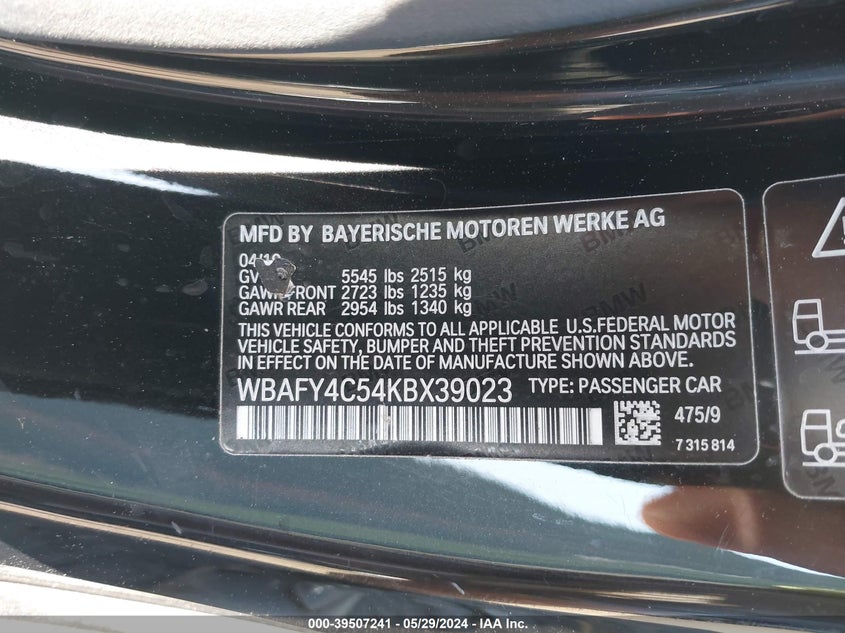 MFD BY BAYERISCHE MOTOREN WERKE AG
5545 lbs 2515 kg
FRONT 2723 lbs 1235 kg
GAWR REAR 2954 lbs 1340 kg
THIS VEHICLE CONFORMS TO ALL APPLICABLE U.S.FEDERAL MOTOR
VEHICLE SAFETY, BUMPER AND THEFT PREVENTION STANDARDS
IN EFFECT ON THE DATE OF MANUFACTURE SHOWN ABOVE.
WBAFY4C54KBX39023 TYPE: PASSENGER CAR
475/9
7 315 814
000-39507241 - 05/29/2024 - IAA Inc.